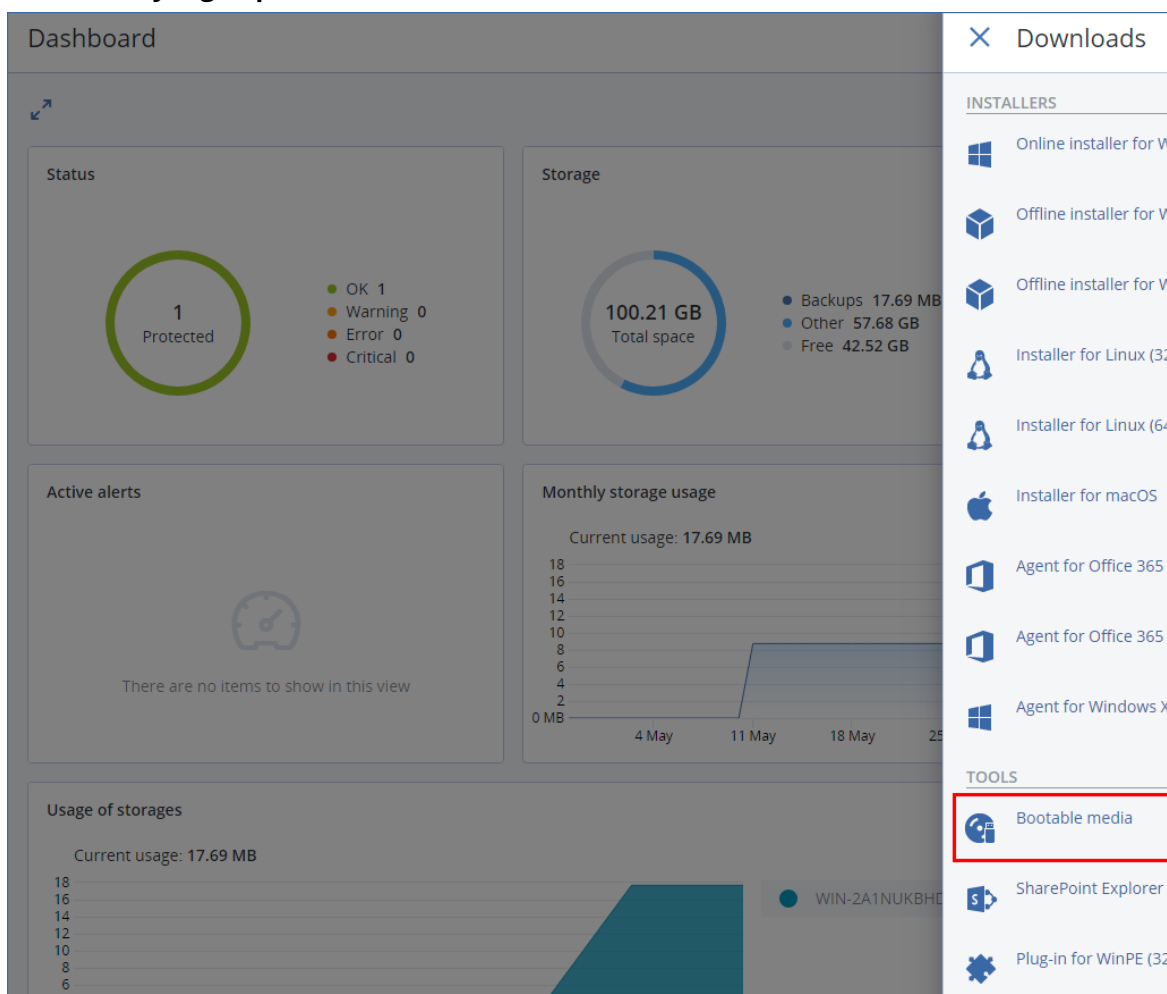 Dashboard
Status
1
Protected
OK 1
Warning 0
Error 0
Critical 0
Storage
100.21 GB
Total space
Backups 17.69 MB
Other 57.68 GB
Free 42.52 GB
Active alerts
There are no items to show in this view
Monthly storage usage
Current usage: 17.69 MB
18
16
14
12
10
8
6
4
2
0 MB
4 May 11 May 18 May 25
Usage of storages
Current usage: 17.69 MB
18
16
14
12
10
8
6
WIN-2A1NUKBHD
Downloads
INSTALLERS
Online installer for W
Offline installer for W
Offline installer for W
Installer for Linux (32
Installer for Linux (64
Installer for macOS
Agent for Office 365
Agent for Office 365
Agent for Windows X
TOOLS
Bootable media
SharePoint Explorer
Plug-in for WinPE (32